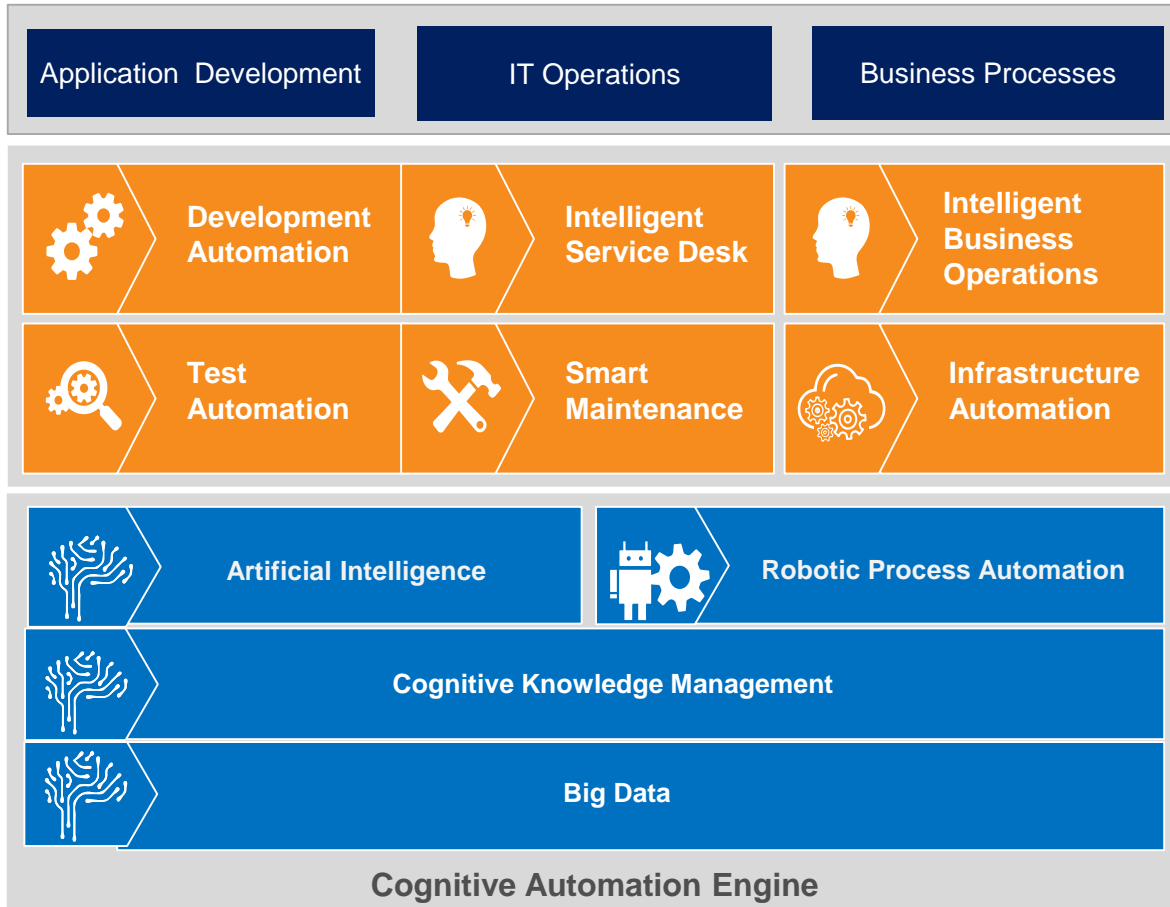 Application Development
IT Operations
Business Processes
Development
Automation
Intelligent
Service Desk
Intelligent
Business
Operations
Test
Automation
Smart
Maintenance
Infrastructure
Automation
Artificial Intelligence
Robotic Process Automation
Cognitive Knowledge Management
Big Data
Cognitive Automation Engine